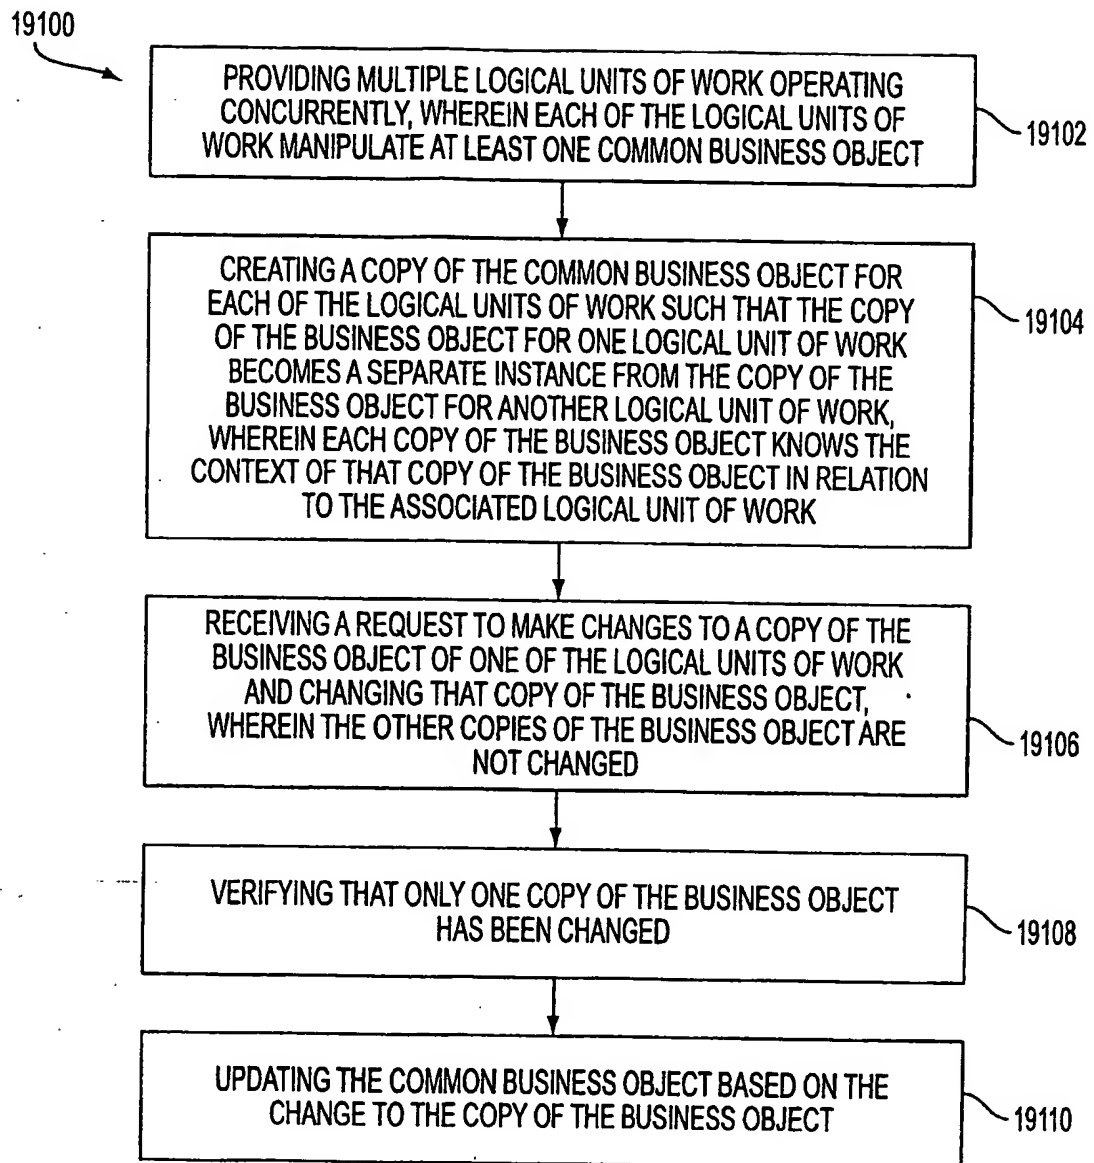 19100
PROVIDING MULTIPLE LOGICAL UNITS OF WORK OPERATING
CONCURRENTLY, WHEREIN EACH OF THE LOGICAL UNITS OF
WORK MANIPULATE AT LEAST ONE COMMON BUSINESS OBJECT
19102
CREATING A COPY OF THE COMMON BUSINESS OBJECT FOR
EACH OF THE LOGICAL UNITS OF WORK SUCH THAT THE COPY
OF THE BUSINESS OBJECT FOR ONE LOGICAL UNIT OF WORK
BECOMES A SEPARATE INSTANCE FROM THE COPY OF THE
BUSINESS OBJECT FOR ANOTHER LOGICAL UNIT OF WORK,
WHEREIN EACH COPY OF THE BUSINESS OBJECT KNOWS THE
CONTEXT OF THAT COPY OF THE BUSINESS OBJECT IN RELATION
TO THE ASSOCIATED LOGICAL UNIT OF WORK
19104
RECEIVING A REQUEST TO MAKE CHANGES TO A COPY OF THE
BUSINESS OBJECT OF ONE OF THE LOGICAL UNITS OF WORK
AND CHANGING THAT COPY OF THE BUSINESS OBJECT,
WHEREIN THE OTHER COPIES OF THE BUSINESS OBJECT ARE
NOT CHANGED
19106
VERIFYING THAT ONLY ONE COPY OF THE BUSINESS OBJECT
HAS BEEN CHANGED
19108
UPDATING THE COMMON BUSINESS OBJECT BASED ON THE
CHANGE TO THE COPY OF THE BUSINESS OBJECT
19110